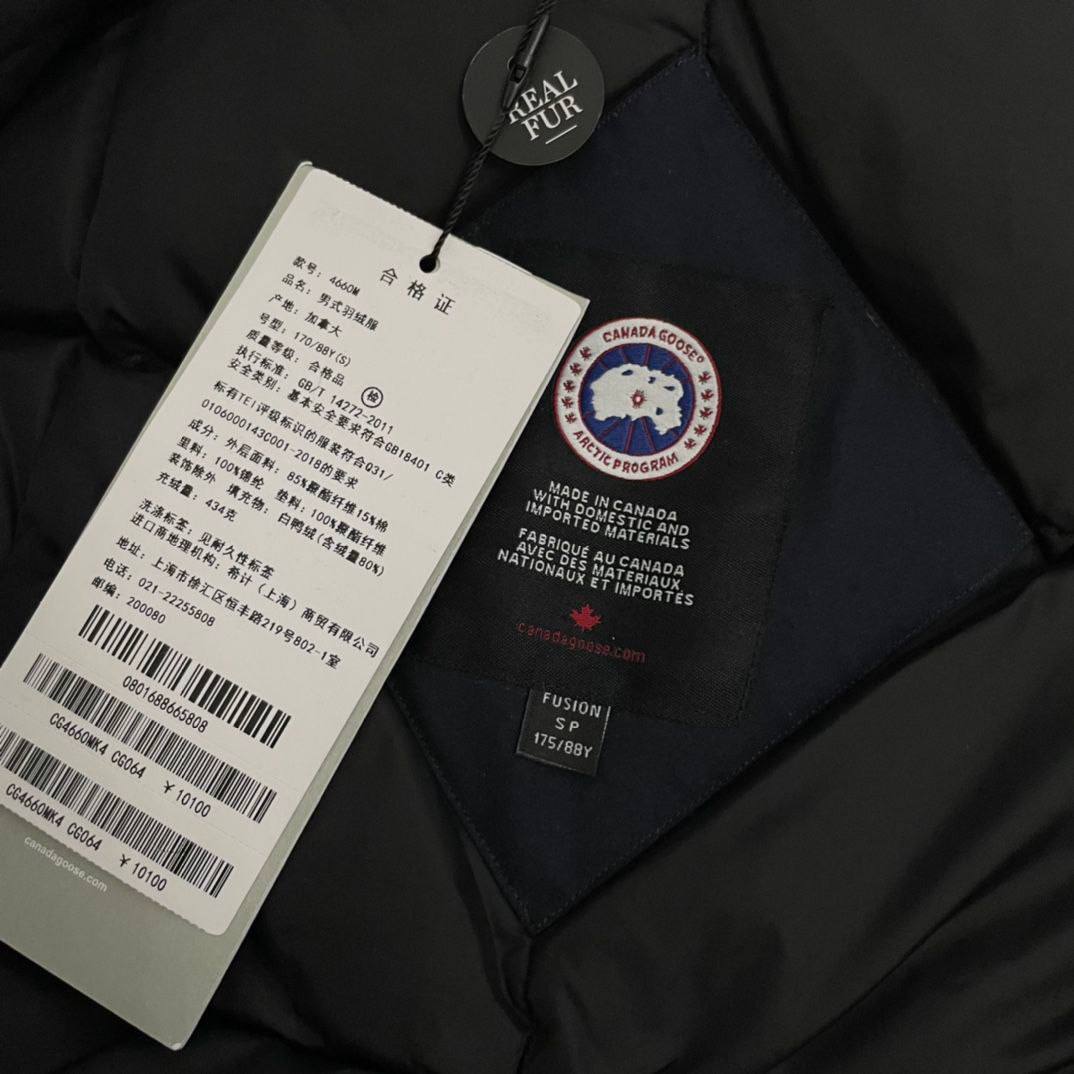 REAL
FUR
合格证
款号: 4660M
品名: 男式羽绒服
产地: 加拿大
号型: 170/88Y(S)
质量等级: 合格品 检
执行标准: GB/T 14272-2011
安全类别: 基本安全要求符合GB18401 C类
标有TEI评级标识的服装符合Q31/
0106000143C001-2018的要求
成分: 外层面料: 85%聚酯纤维15%棉
里料: 100%锦纶 垫料: 100%聚酯纤维
装饰除外 填充物: 白鸭绒(含绒量80%)
充绒量: 434克
洗涤标签: 见耐久性标签
进口商地理机构: 希计 (上海) 商贸有限公司
地址: 上海市徐汇区恒丰路219号802-1室
电话: 021-22255808
邮编: 200080
0801688665808
CG4660MK4 CG064 ¥10100
CG4660MK4 CG064 ¥10100
canadagoose.com
CANADA GOOSE®
ARCTIC PROGRAM
MADE IN CANADA
WITH DOMESTIC AND
IMPORTED MATERIALS
FABRIQUÉ AU CANADA
AVEC DES MATERIAUX
NATIONAUX ET IMPORTÉS
canadagoose.com
FUSION
SP
175/88Y